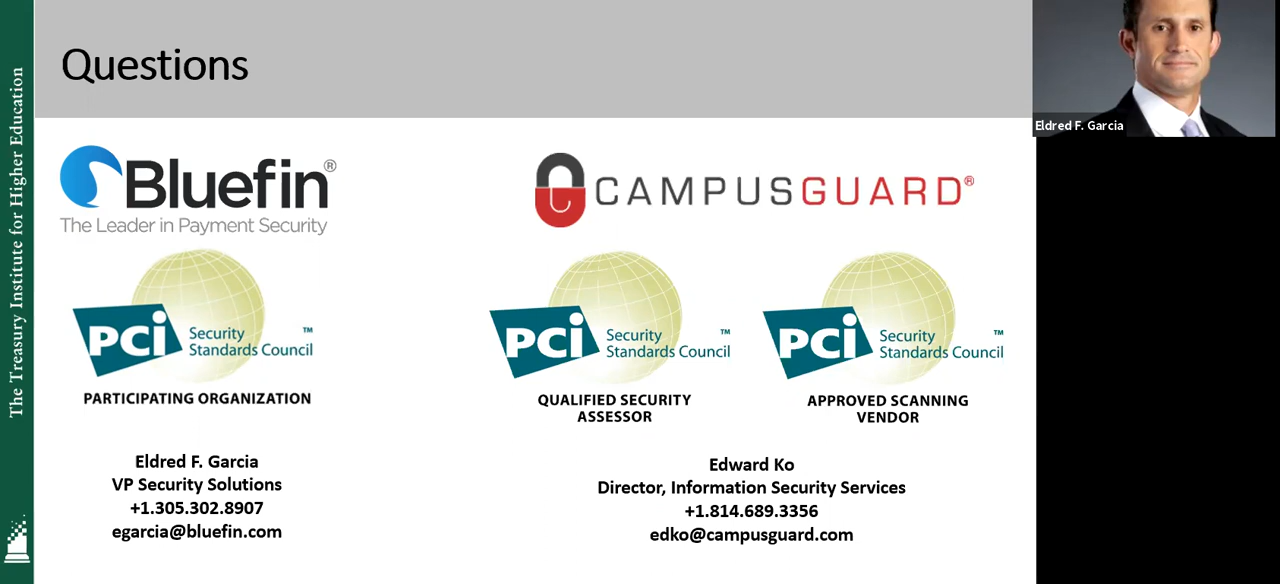 The Treasury Institute for Higher Education
Questions
Eldred F. Garcia
Bluefin®
The Leader in Payment Security
CAMPUSGUARD®
PCI Security Standards Council™
PARTICIPATING ORGANIZATION
PCI Security Standards Council™
QUALIFIED SECURITY
ASSESSOR
PCI Security Standards Council™
APPROVED SCANNING
VENDOR
Eldred F. Garcia
VP Security Solutions
+1.305.302.8907
egarcia@bluefin.com
Edward Ko
Director, Information Security Services
+1.814.689.3356
edko@campusguard.com